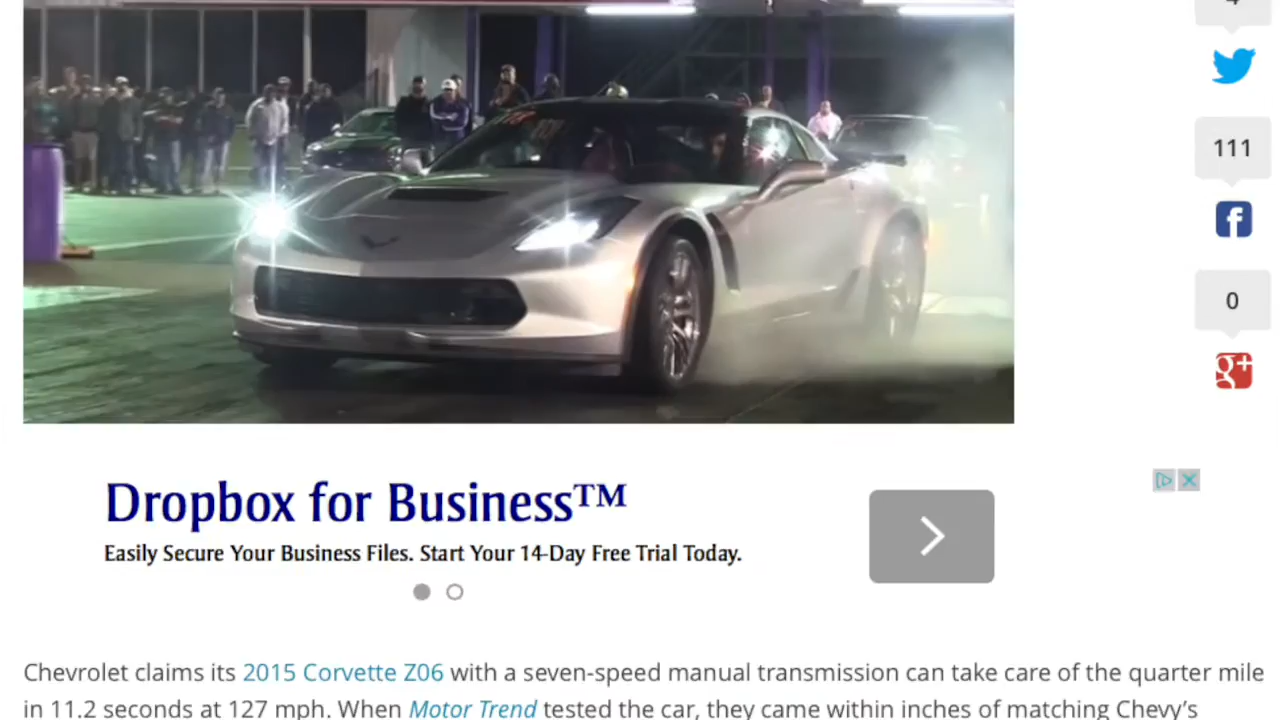 4
111
0
Dropbox for Business™
Easily Secure Your Business Files. Start Your 14-Day Free Trial Today.
Chevrolet claims its 2015 Corvette Z06 with a seven-speed manual transmission can take care of the quarter mile
in 11.2 seconds at 127 mph. When Motor Trend tested the car, they came within inches of matching Chevy's